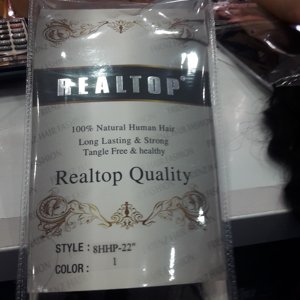 REALTOP
100% Natural Human Hair
Long Lasting & Strong
Tangle Free & healthy
Realtop Quality
STYLE : 8HHP-22"
COLOR : 1